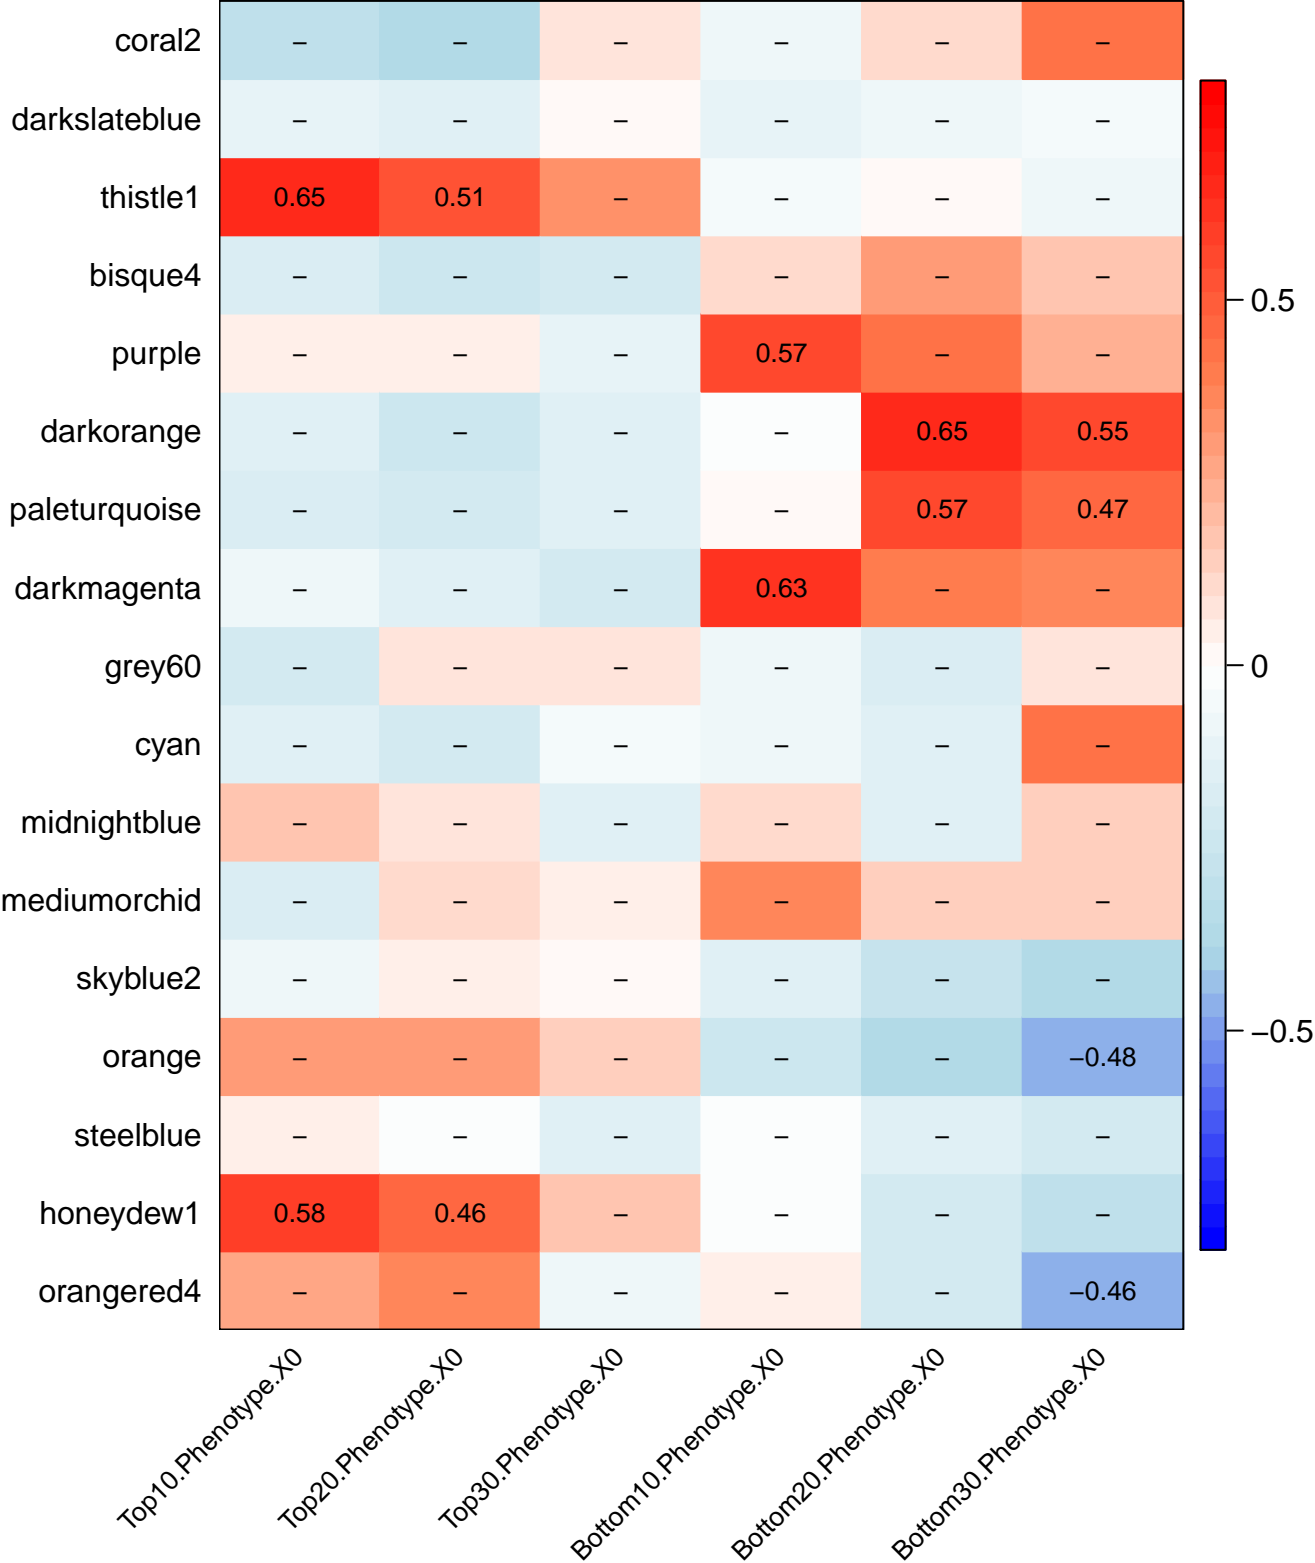 coral2 – – – – – –
darkslateblue – – – – – –
thistle1 0.65 0.51 – – – –
bisque4 – – – – – –
purple – – – 0.57 – –
darkorange – – – – 0.65 0.55
paleturquoise – – – – 0.57 0.47
darkmagenta – – – 0.63 – –
grey60 – – – – – –
cyan – – – – – –
midnightblue – – – – – –
mediumorchid – – – – – –
skyblue2 – – – – – –
orange – – – – – −0.48
steelblue – – – – – –
honeydew1 0.58 0.46 – – – –
orangered4 – – – – – −0.46
0.5
0
−0.5
Top10.Phenotype.X0
Top20.Phenotype.X0
Top30.Phenotype.X0
Bottom10.Phenotype.X0
Bottom20.Phenotype.X0
Bottom30.Phenotype.X0